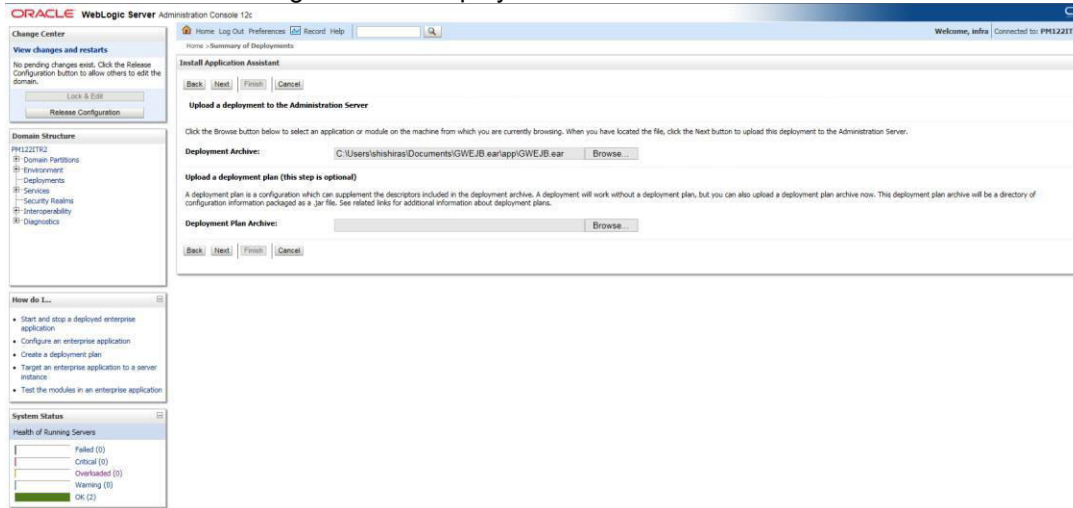 ORACLE WebLogic Server Administration Console 12c
Change Center
View changes and restarts
No pending changes exist. Click the Release
Configuration button to allow others to edit the
domain.
Lock & Edit
Release Configuration
Domain Structure
PM122ITR2
Domain Partitions
Environment
Deployments
Services
Security Realms
Interoperability
Diagnostics
How do I...
Start and stop a deployed enterprise
application
Configure an enterprise application
Create a deployment plan
Target an enterprise application to a server
instance
Test the modules in an enterprise application
System Status
Health of Running Servers
Failed (0)
Critical (0)
Overloaded (0)
Warning (0)
OK (2)
Home Log Out Preferences Record Help
Welcome, infra Connected to: PM122IT
Home >Summary of Deployments
Install Application Assistant
Back Next Finish Cancel
Upload a deployment to the Administration Server
Click the Browse button below to select an application or module on the machine from which you are currently browsing. When you have located the file, click the Next button to upload this deployment to the Administration Server.
Deployment Archive: C:\Users\shishiras\Documents\GWEJB.ear\app\GWEJB.ear Browse...
Upload a deployment plan (this step is optional)
A deployment plan is a configuration which can supplement the descriptors included in the deployment archive. A deployment will work without a deployment plan, but you can also upload a deployment plan archive now. This deployment plan archive will be a directory of
configuration information packaged as a .jar file. See related links for additional information about deployment plans.
Deployment Plan Archive: Browse...
Back Next Finish Cancel